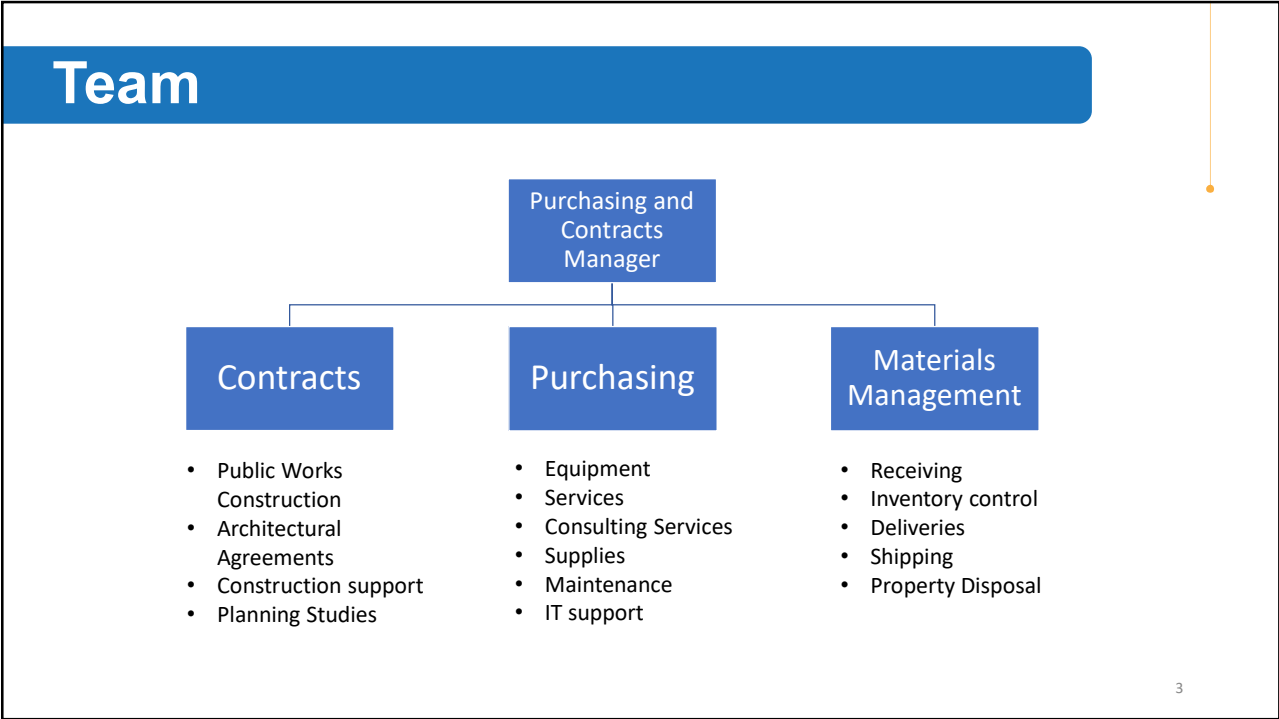 Team
Purchasing and
Contracts
Manager
Contracts
Purchasing
Materials
Management
• Public Works
Construction
• Architectural
Agreements
• Construction support
• Planning Studies
• Equipment
• Services
• Consulting Services
• Supplies
• Maintenance
• IT support
• Receiving
• Inventory control
• Deliveries
• Shipping
• Property Disposal
3